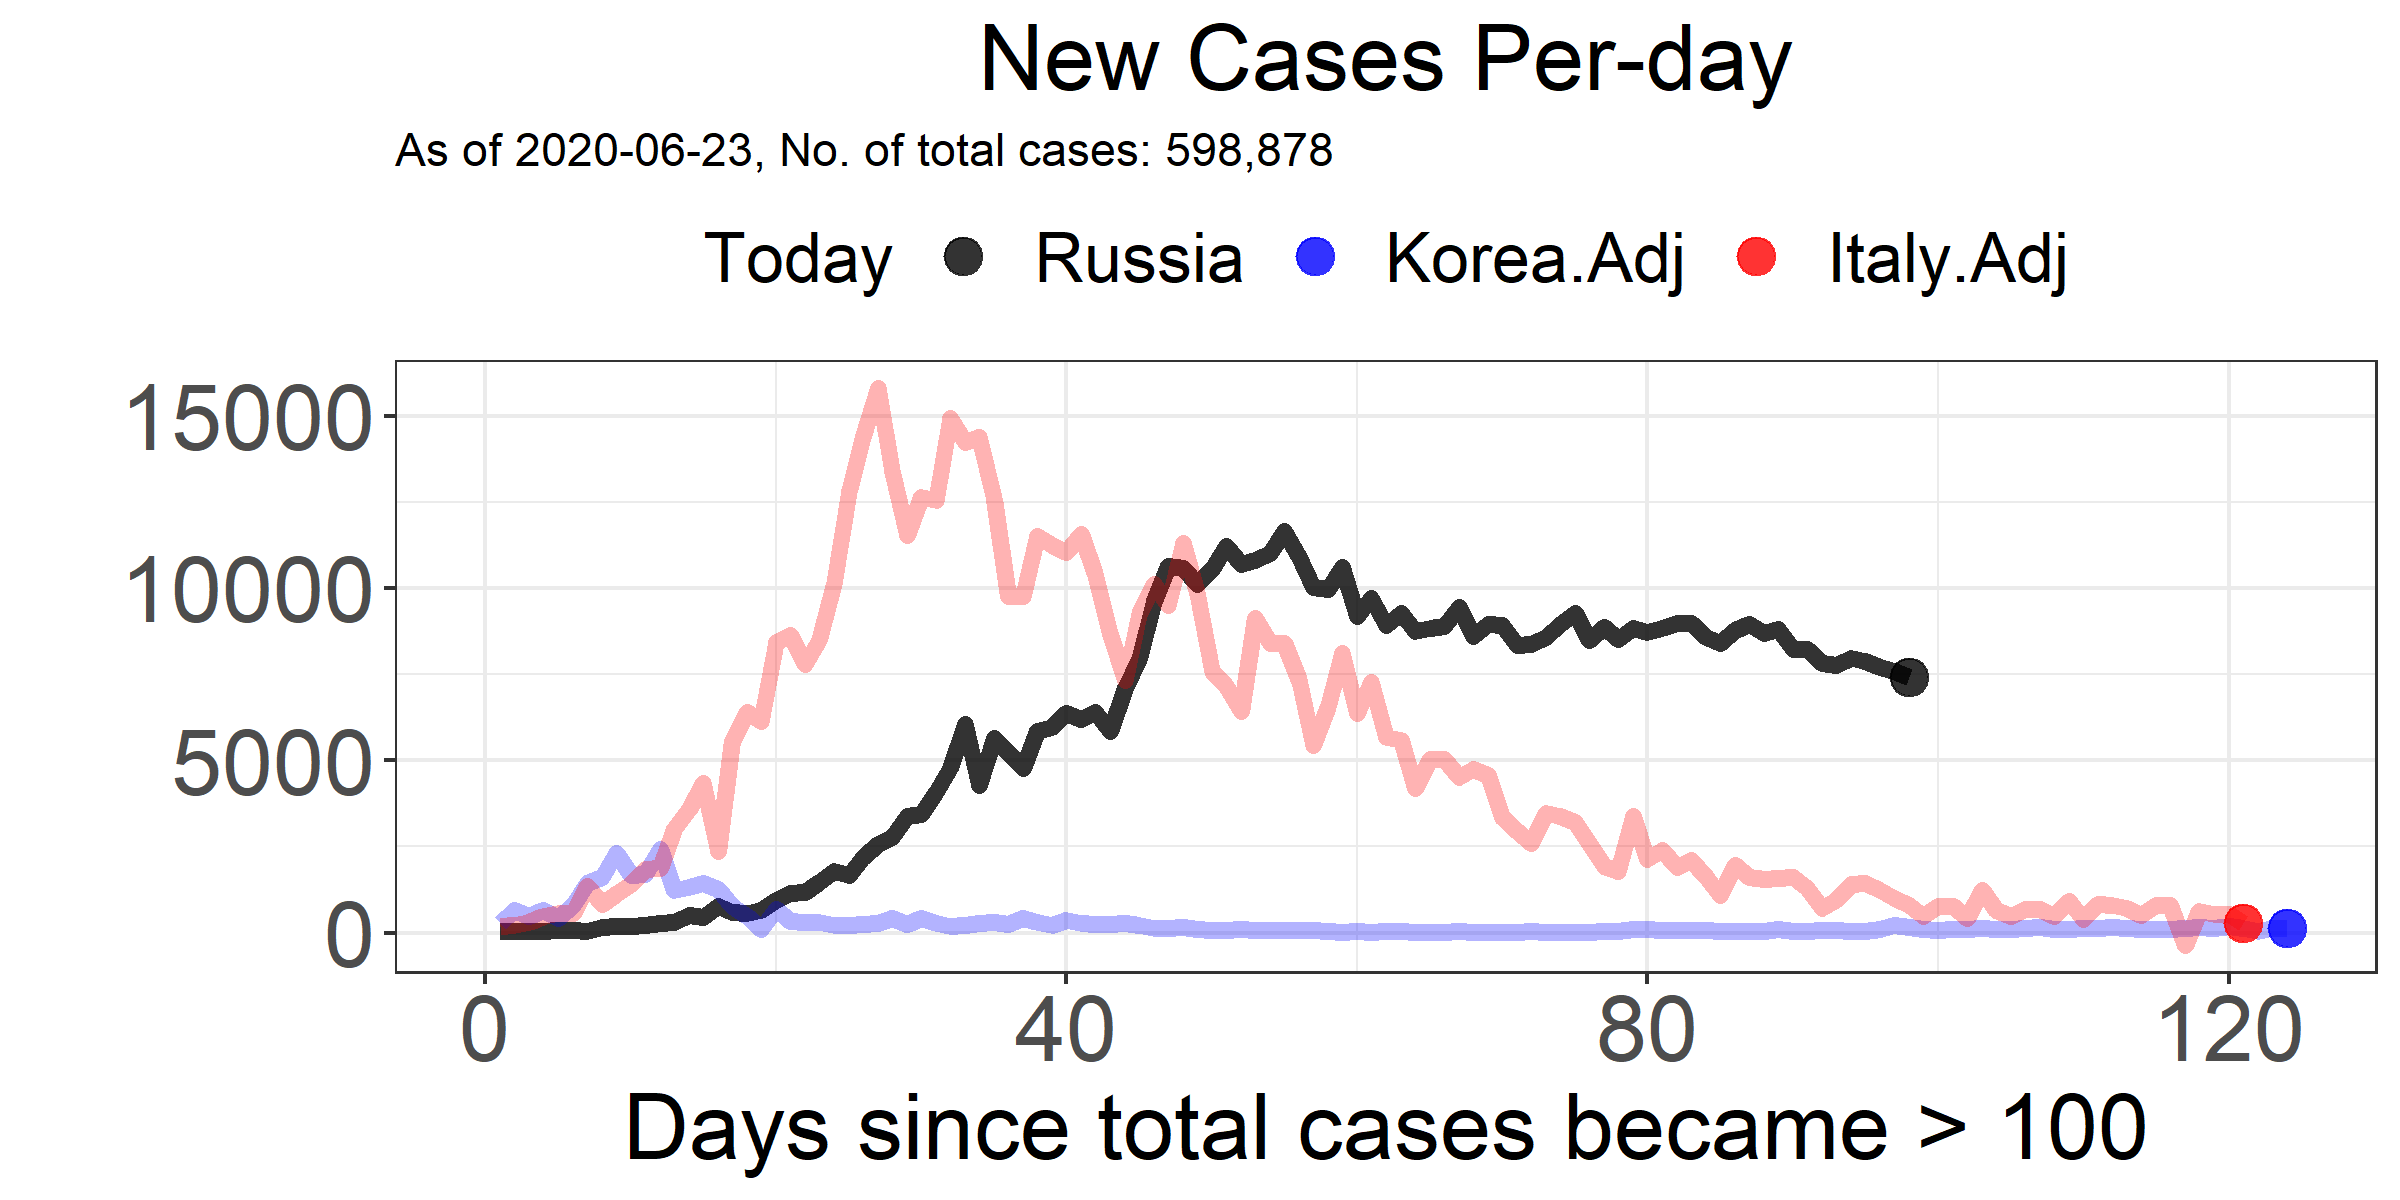 New Cases Per-day
As of 2020-06-23, No. of total cases: 598,878
Today Russia Korea.Adj Italy.Adj
15000
10000
5000
0
0 40 80 120
Days since total cases became > 100